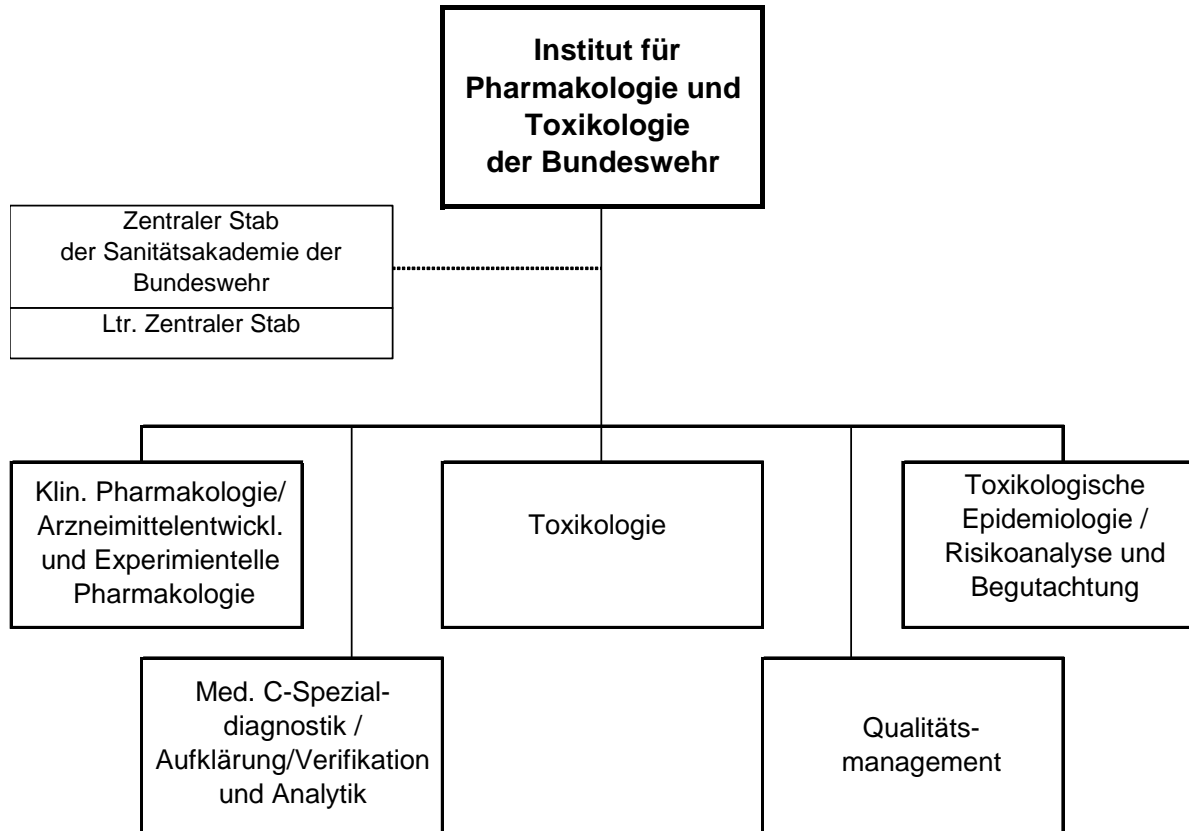 Institut für
Pharmakologie und
Toxikologie
der Bundeswehr
Zentraler Stab
der Sanitätsakademie der
Bundeswehr
Ltr. Zentraler Stab
Klin. Pharmakologie/
Arzneimittelentwickl.
und Experimientelle
Pharmakologie
Toxikologie
Toxikologische
Epidemiologie /
Risikoanalyse und
Begutachtung
Med. C-Spezial-
diagnostik /
Aufklärung/Verifikation
und Analytik
Qualitäts-
management